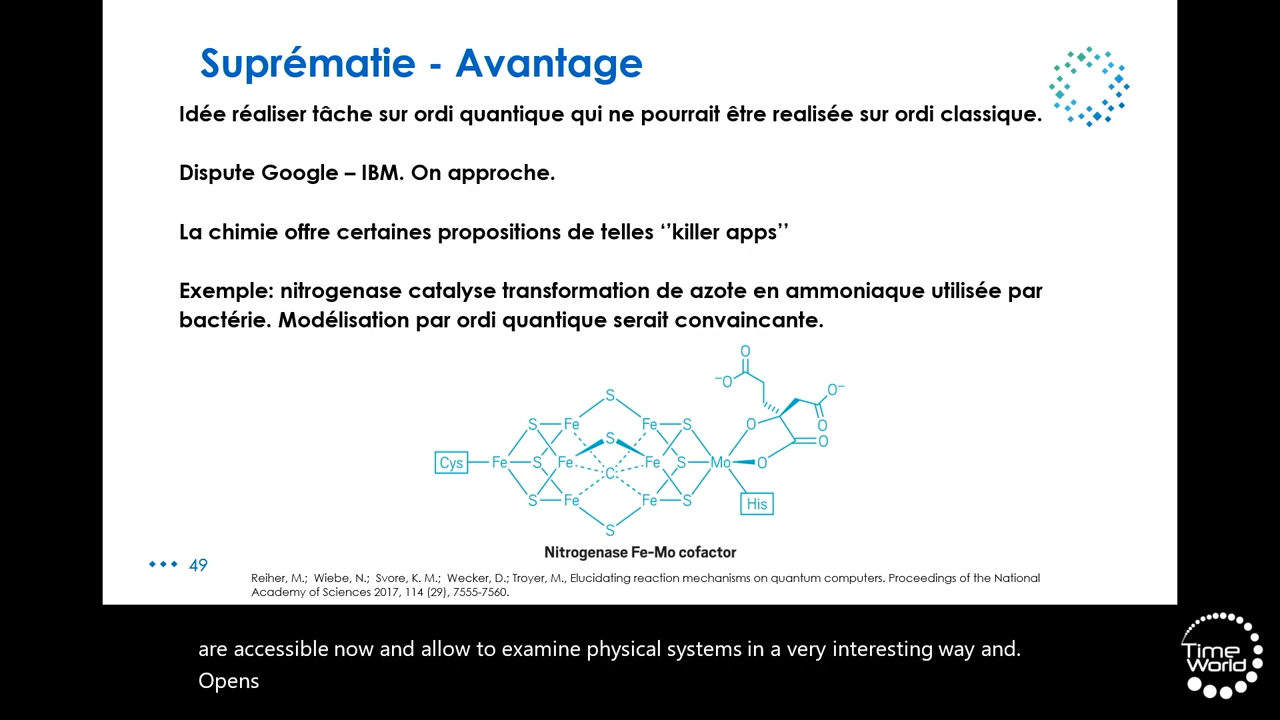 Suprématie - Avantage
Idée réaliser tâche sur ordi quantique qui ne pourrait être realisée sur ordi classique.
Dispute Google – IBM. On approche.
La chimie offre certaines propositions de telles ‘’killer apps’’
Exemple: nitrogenase catalyse transformation de azote en ammoniaque utilisée par
bactérie. Modélisation par ordi quantique serait convaincante.
O
⁻O
O⁻
S
S Fe Fe S O O
S O
Cys Fe S Fe Fe S Mo O
C
S Fe Fe S His
S
Nitrogenase Fe-Mo cofactor
49
Reiher, M.; Wiebe, N.; Svore, K. M.; Wecker, D.; Troyer, M., Elucidating reaction mechanisms on quantum computers. Proceedings of the National
Academy of Sciences 2017, 114 (29), 7555-7560.
are accessible now and allow to examine physical systems in a very interesting way and.
Opens
Time
World